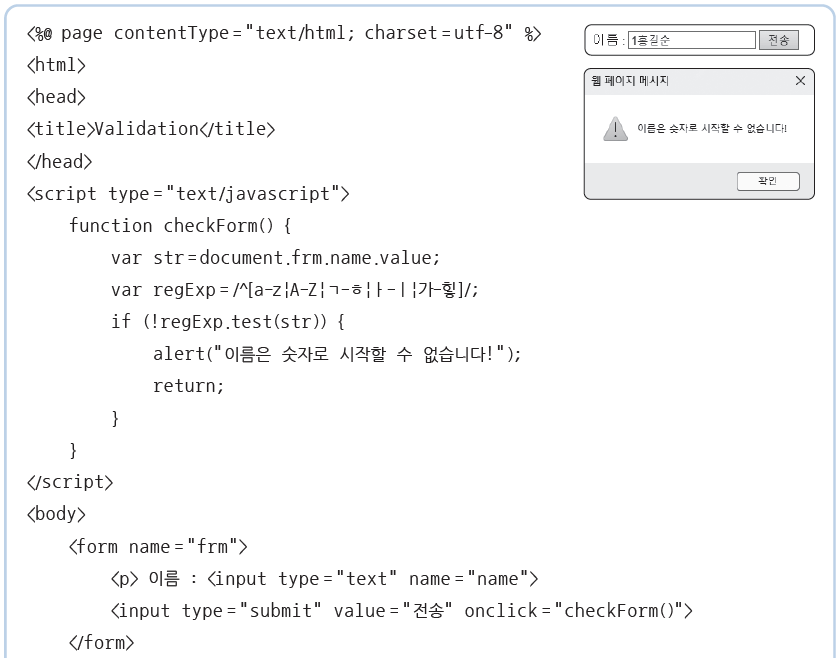 <%@ page contentType="text/html; charset=utf-8" %>
<html>
<head>
<title>Validation</title>
</head>
<script type="text/javascript">
    function checkForm() {
        var str=document.frm.name.value;
        var regExp=/^[a-z|A-Z|ㄱ-ㅎ|ㅏ-ㅣ|가-힣]/;
        if (!regExp.test(str)) {
            alert("이름은 숫자로 시작할 수 없습니다!");
            return;
        }
    }
</script>
<body>
    <form name="frm">
        <p> 이름 : <input type="text" name="name">
        <input type="submit" value="전송" onclick="checkForm()">
    </form>
이름 : 1홍길순 전송
웹 페이지 메시지
이름은 숫자로 시작할 수 없습니다!
확인